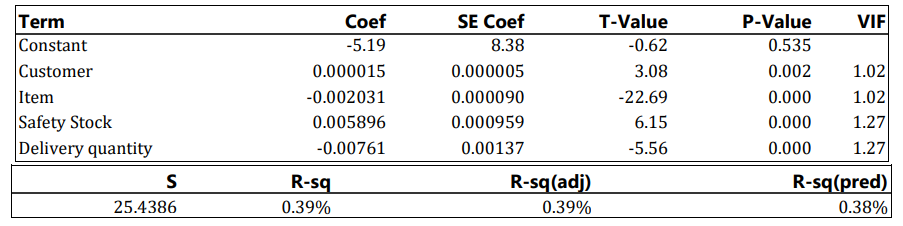 Term Coef SE Coef T-Value P-Value VIF
Constant -5.19 8.38 -0.62 0.535
Customer 0.000015 0.000005 3.08 0.002 1.02
Item -0.002031 0.000090 -22.69 0.000 1.02
Safety Stock 0.005896 0.000959 6.15 0.000 1.27
Delivery quantity -0.00761 0.00137 -5.56 0.000 1.27
S R-sq R-sq(adj) R-sq(pred)
25.4386 0.39% 0.39% 0.38%